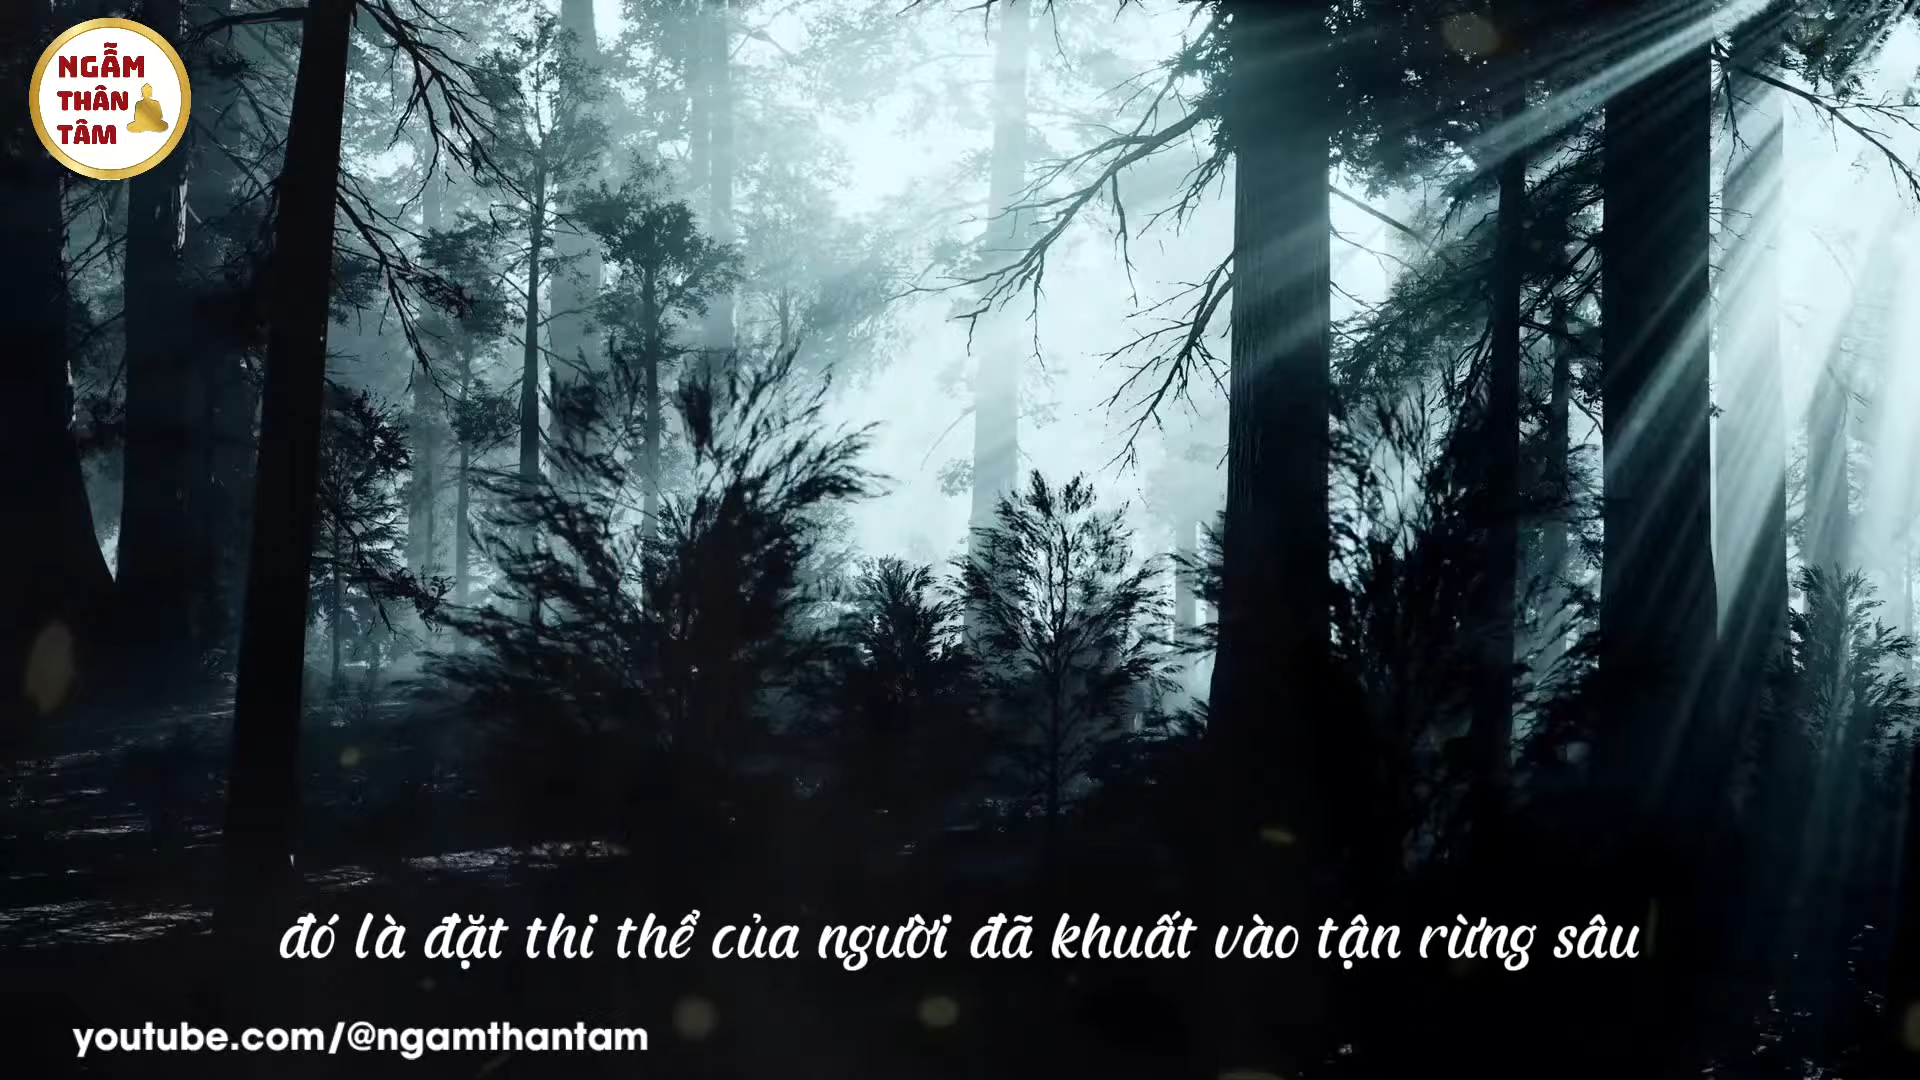 NGẪM
THÂN
TÂM
đó là đặt thi thể của người đã khuất vào tận rừng sâu
youtube.com/@ngamthantam